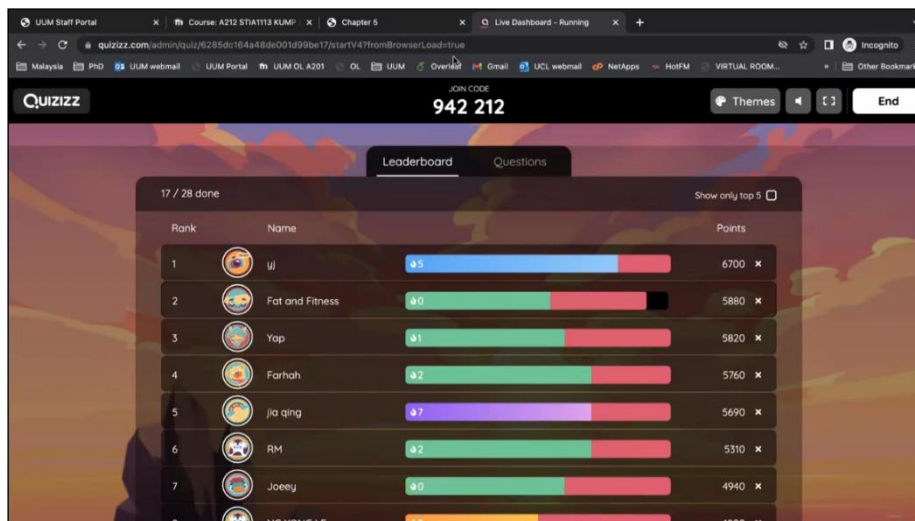 UUM Staff Portal × Course: A212 STIA1113 KUMP × Chapter 5 × Live Dashboard - Running × +
quizizz.com/admin/quiz/6285dc164a48de001d99be17/startV4?fromBrowserLoad=true Incognito
Malaysia PhD UUM webmail UUM Portal UUM OL A201 OL UUM Overleaf Gmail UCL webmail NetApps HotFM VIRTUAL ROOM... » Other Bookmark
Quizizz JOIN CODE Themes End
942 212
Leaderboard Questions
17 / 28 done Show only top 5
Rank Name Points
1 yj 5 6700 ×
2 Fat and Fitness 0 5880 ×
3 Yap 1 5820 ×
4 Farhah 2 5760 ×
5 jia qing 7 5690 ×
6 RM 2 5310 ×
7 Joeey 0 4940 ×